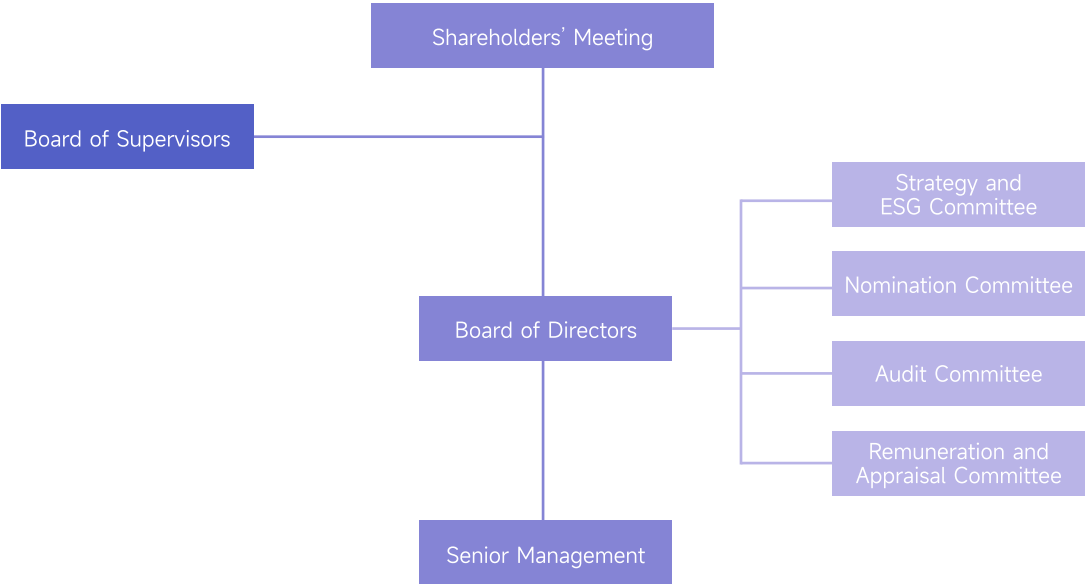 Shareholders’ Meeting
Board of Supervisors
Strategy and
ESG Committee
Nomination Committee
Board of Directors
Audit Committee
Remuneration and
Appraisal Committee
Senior Management